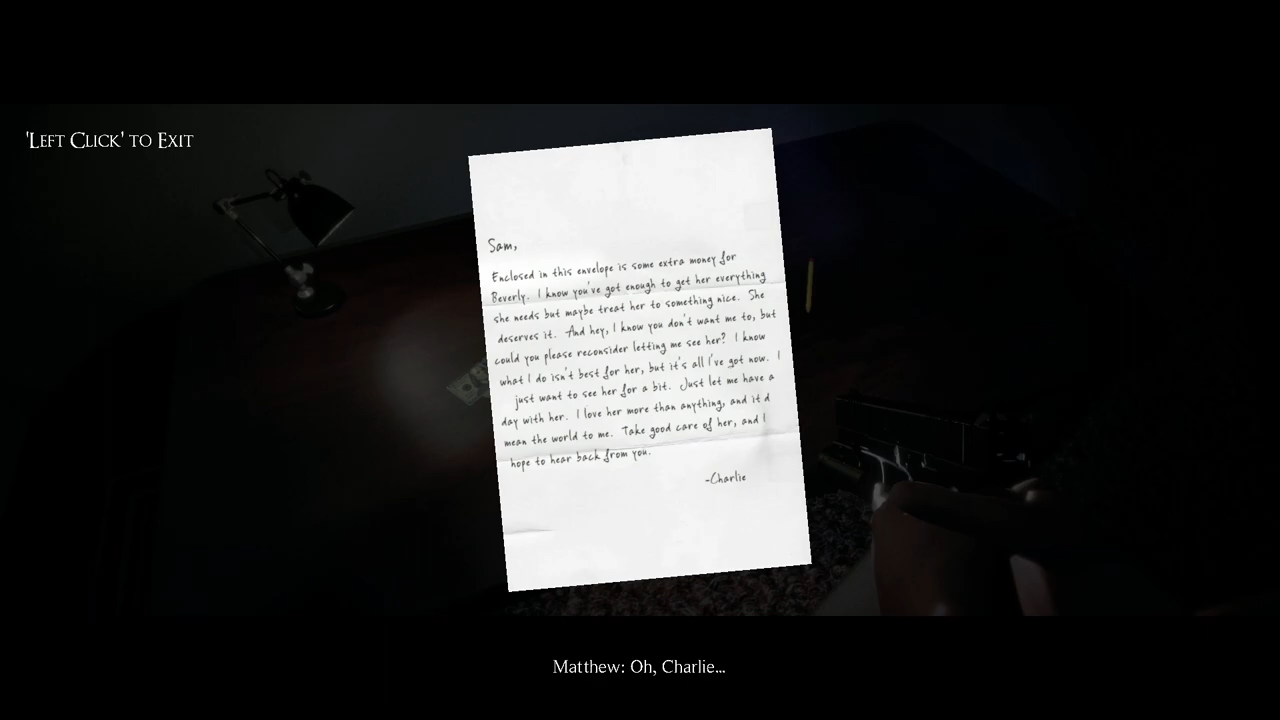 'Left Click' to Exit
Sam,
Enclosed in this envelope is some extra money for
Beverly. I know you've got enough to get her everything
she needs but maybe treat her to something nice. She
deserves it. And hey, I know you don't want me to, but
could you please reconsider letting me see her? I know
what I do isn't best for her, but it's all I've got now. I
just want to see her for a bit. Just let me have a
day with her. I love her more than anything, and it d
mean the world to me. Take good care of her, and I
hope to hear back from you.
-Charlie
Matthew: Oh, Charlie...